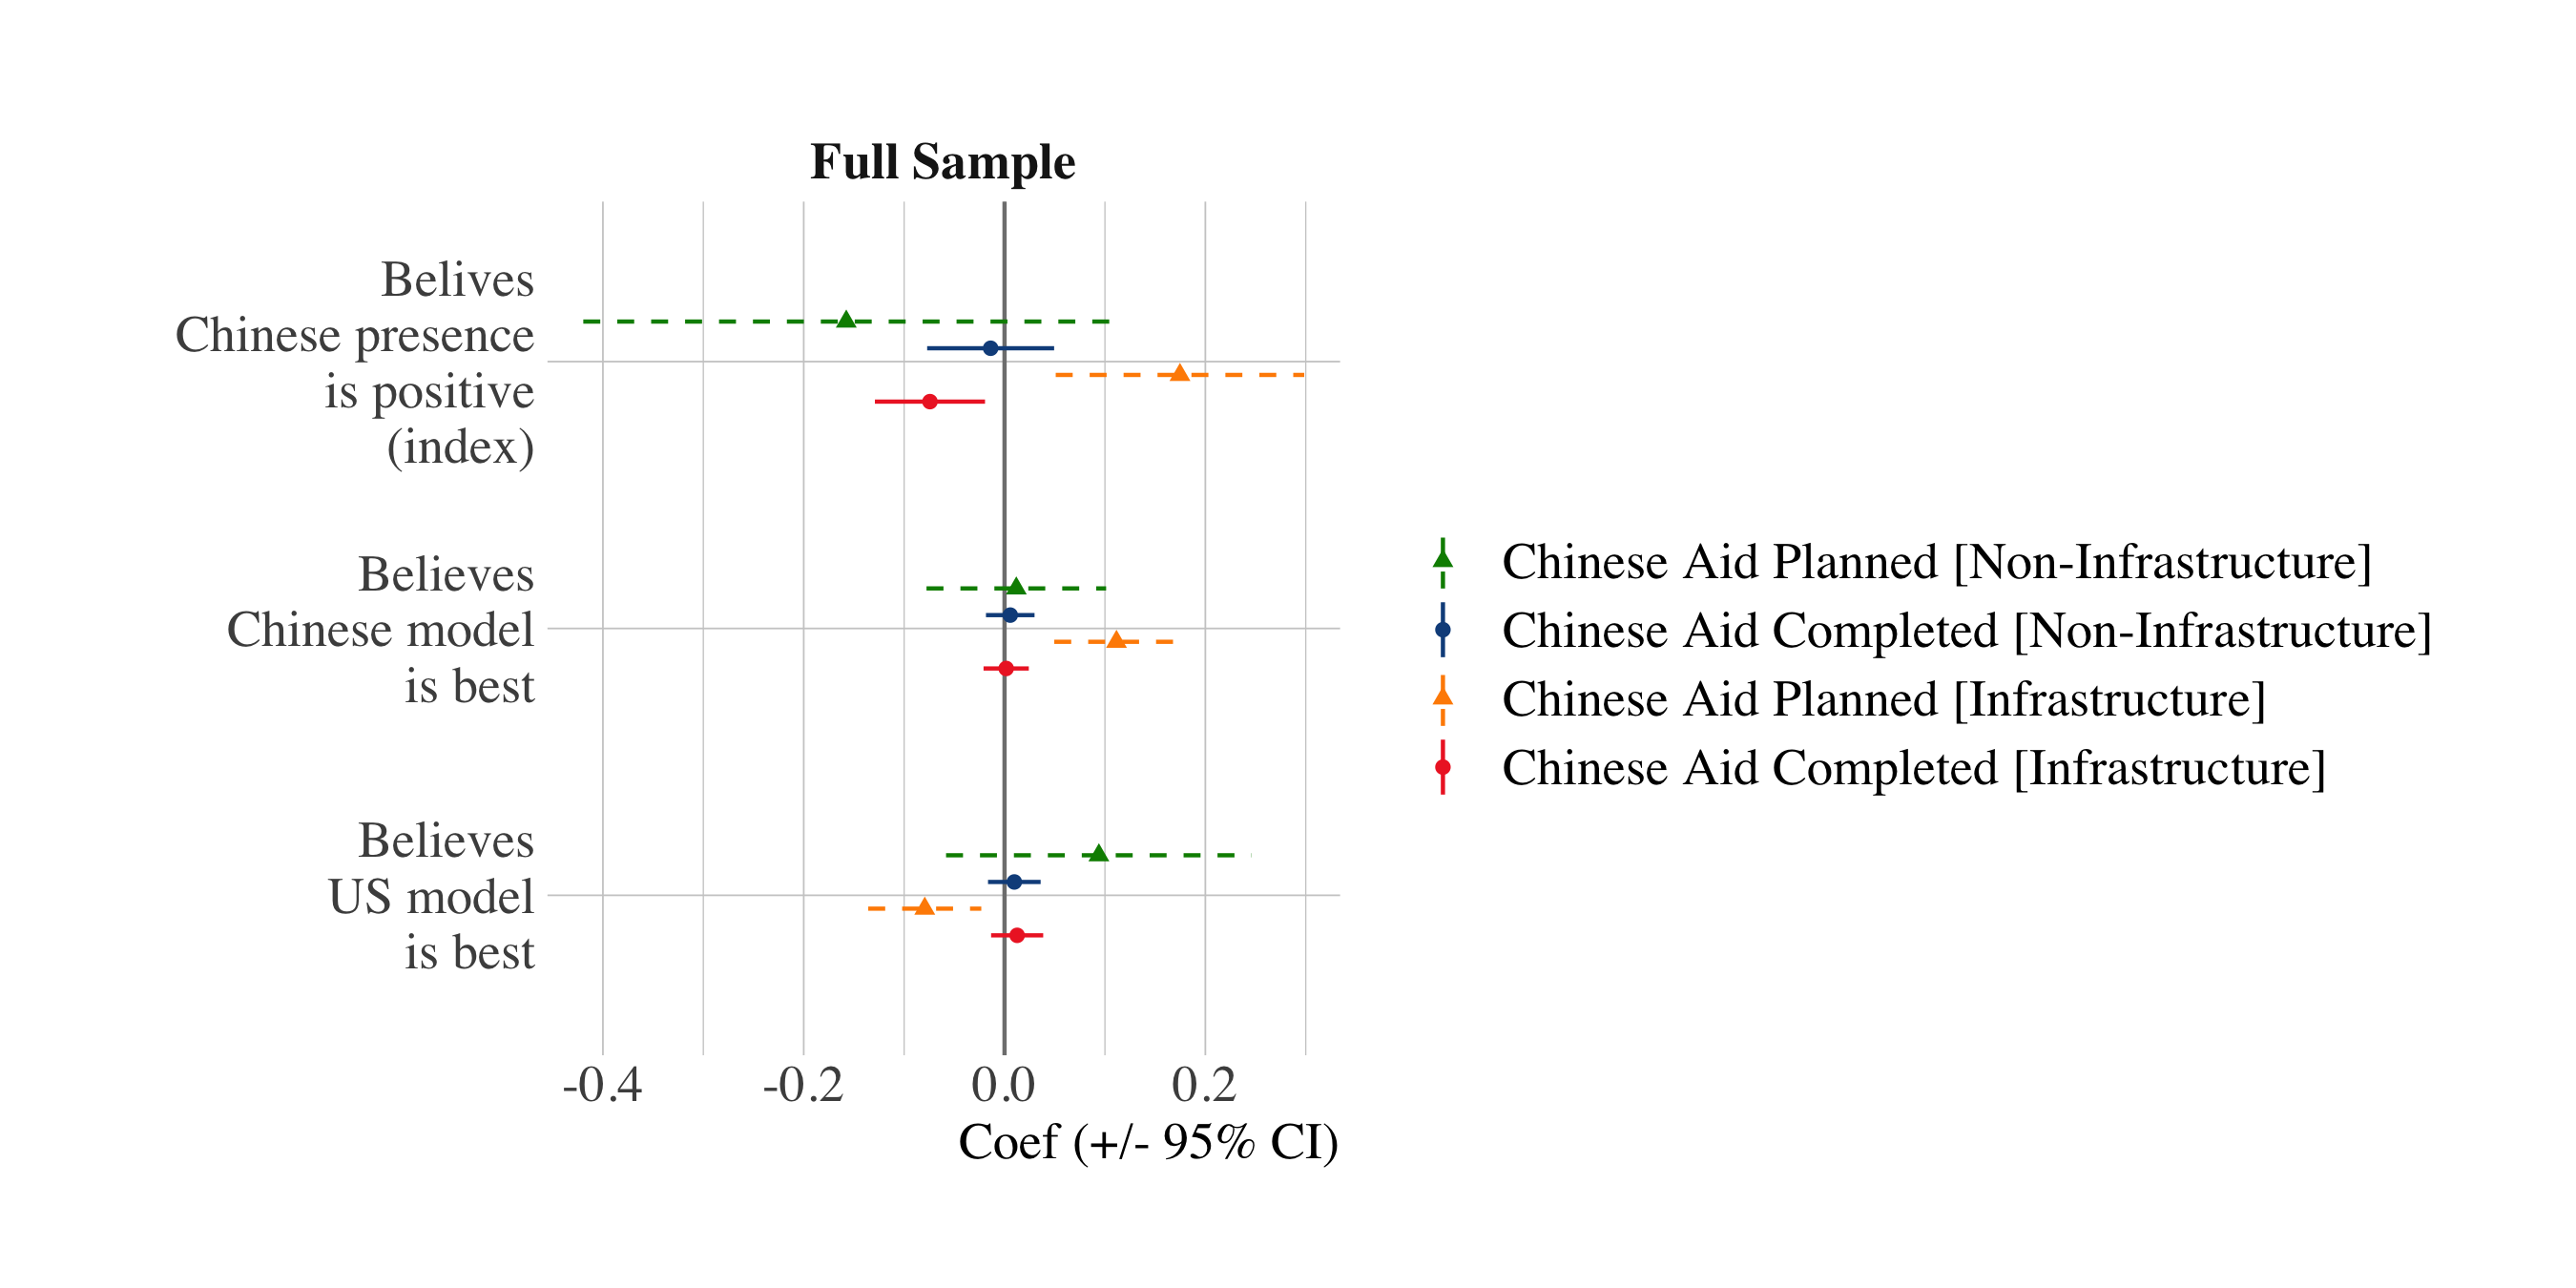 Full Sample
Belives
Chinese presence
is positive
(index)
Believes
Chinese model
is best
Believes
US model
is best
-0.4 -0.2 0.0 0.2
Coef (+/- 95% CI)
Chinese Aid Planned [Non-Infrastructure]
Chinese Aid Completed [Non-Infrastructure]
Chinese Aid Planned [Infrastructure]
Chinese Aid Completed [Infrastructure]